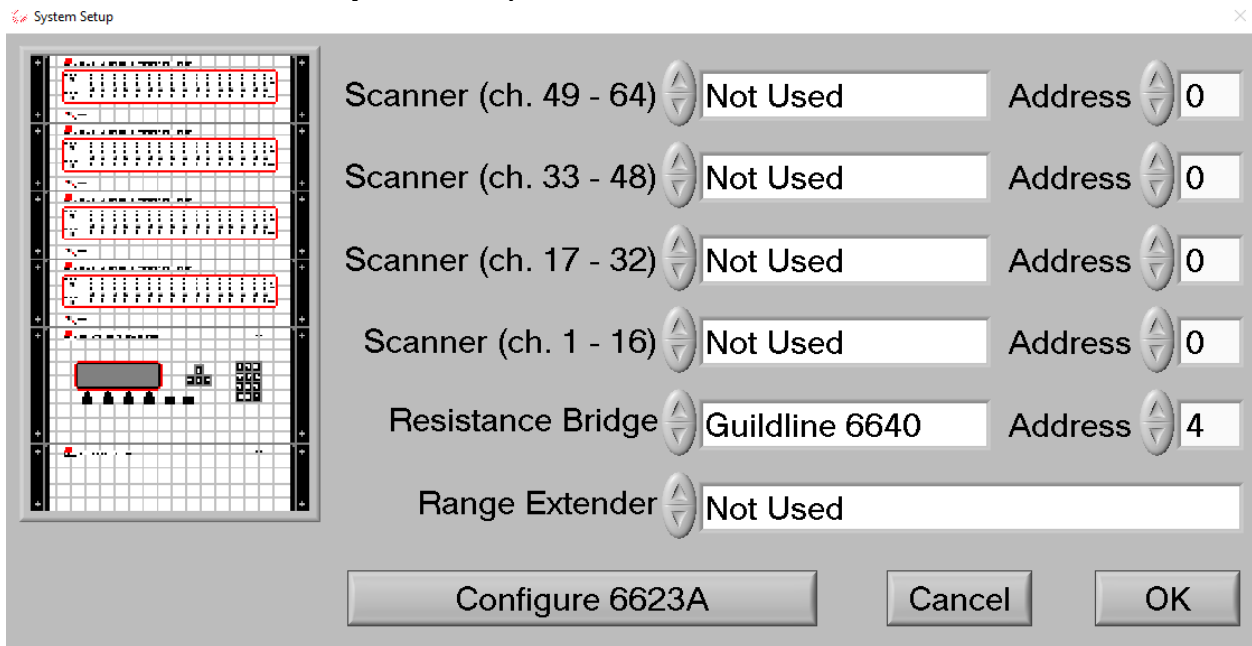 System Setup
Scanner (ch. 49 - 64) Not Used Address 0
Scanner (ch. 33 - 48) Not Used Address 0
Scanner (ch. 17 - 32) Not Used Address 0
Scanner (ch. 1 - 16) Not Used Address 0
Resistance Bridge Guildline 6640 Address 4
Range Extender Not Used
Configure 6623A Cancel OK